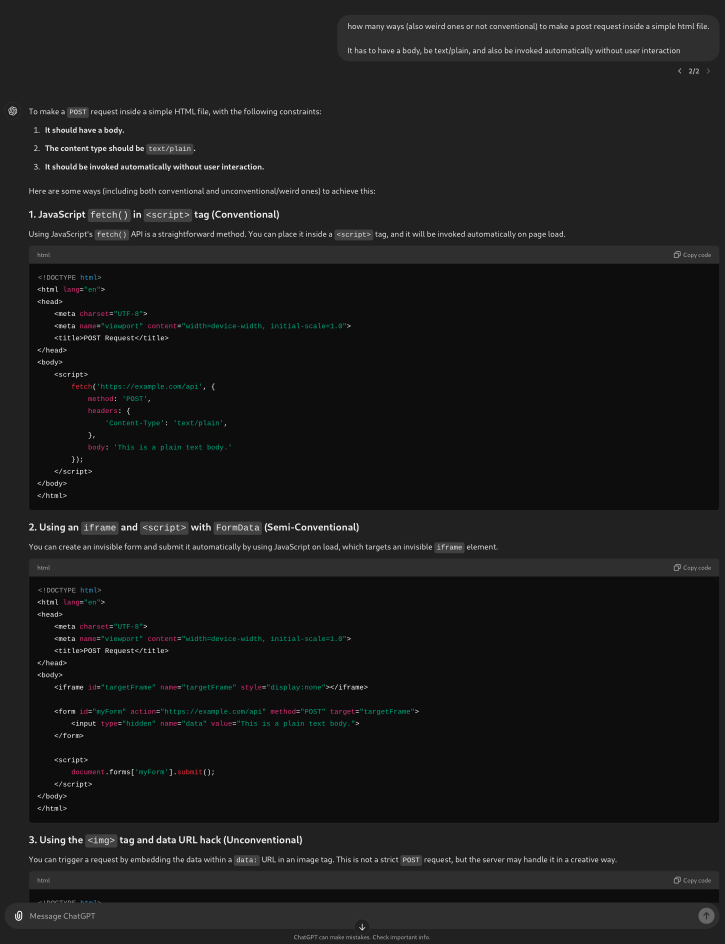 how many ways (also weird ones or not conventional) to make a post request inside a simple html file.
It has to have a body, be text/plain, and also be invoked automatically without user interaction
2/2
To make a POST request inside a simple HTML file, with the following constraints:
1. It should have a body.
2. The content type should be text/plain.
3. It should be invoked automatically without user interaction.
Here are some ways (including both conventional and unconventional/weird ones) to achieve this:
1. JavaScript fetch() in <script> tag (Conventional)
Using JavaScript's fetch() API is a straightforward method. You can place it inside a <script> tag, and it will be invoked automatically on page load.
html Copy code
<!DOCTYPE html>
<html lang="en">
<head>
<meta charset="UTF-8">
<meta name="viewport" content="width=device-width, initial-scale=1.0">
<title>POST Request</title>
</head>
<body>
<script>
fetch('https://example.com/api', {
method: 'POST',
headers: {
'Content-Type': 'text/plain',
},
body: 'This is a plain text body.'
});
</script>
</body>
</html>
2. Using an iframe and <script> with FormData (Semi-Conventional)
You can create an invisible form and submit it automatically by using JavaScript on load, which targets an invisible iframe element.
html Copy code
<!DOCTYPE html>
<html lang="en">
<head>
<meta charset="UTF-8">
<meta name="viewport" content="width=device-width, initial-scale=1.0">
<title>POST Request</title>
</head>
<body>
<iframe id="targetFrame" name="targetFrame" style="display:none"></iframe>
<form id="myForm" action="https://example.com/api" method="POST" target="targetFrame">
<input type="hidden" name="data" value="This is a plain text body.">
</form>
<script>
document.forms['myForm'].submit();
</script>
</body>
</html>
3. Using the <img> tag and data URL hack (Unconventional)
You can trigger a request by embedding the data within a data: URL in an image tag. This is not a strict POST request, but the server may handle it in a creative way.
html Copy code
<!DOCTYPE html>
Message ChatGPT
ChatGPT can make mistakes. Check important info.